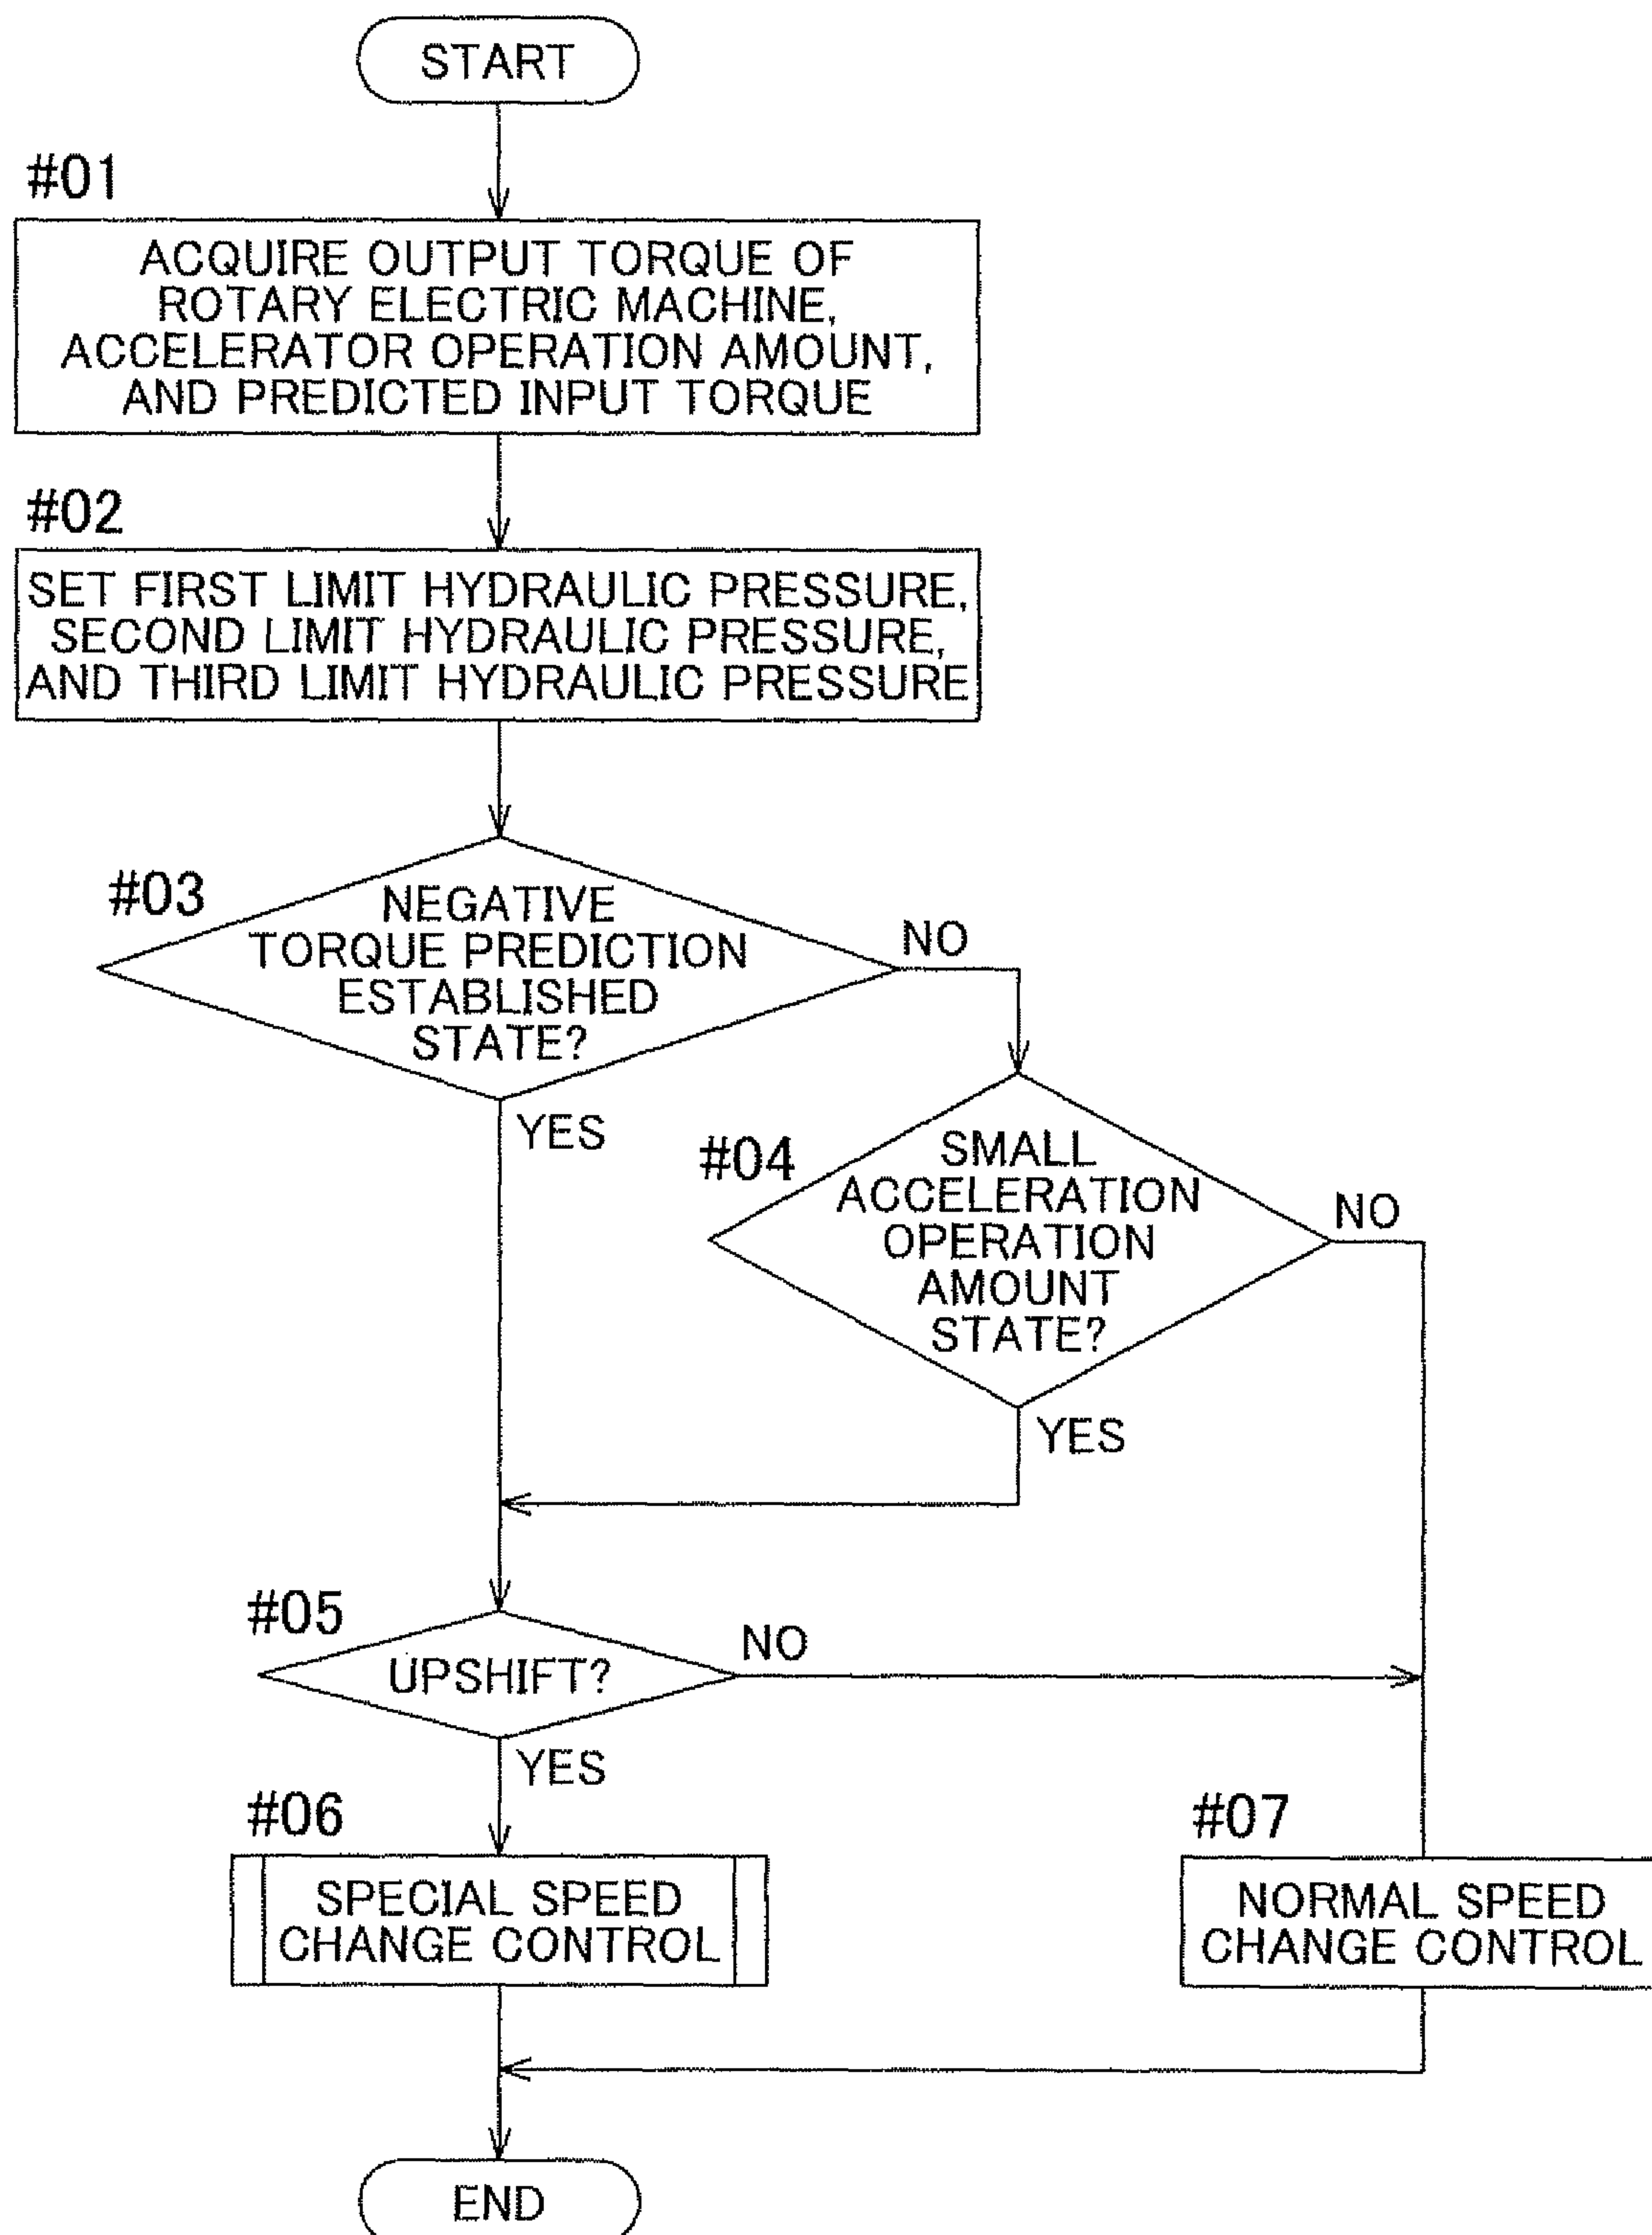 START
#01
ACQUIRE OUTPUT TORQUE OF
ROTARY ELECTRIC MACHINE,
ACCELERATOR OPERATION AMOUNT,
AND PREDICTED INPUT TORQUE
#02
SET FIRST LIMIT HYDRAULIC PRESSURE,
SECOND LIMIT HYDRAULIC PRESSURE,
AND THIRD LIMIT HYDRAULIC PRESSURE
#03
NEGATIVE
TORQUE PREDICTION
ESTABLISHED
STATE?
NO
YES
#04
SMALL
ACCELERATION
OPERATION
AMOUNT
STATE?
NO
YES
#05
UPSHIFT?
NO
YES
#06
SPECIAL SPEED
CHANGE CONTROL
#07
NORMAL SPEED
CHANGE CONTROL
END